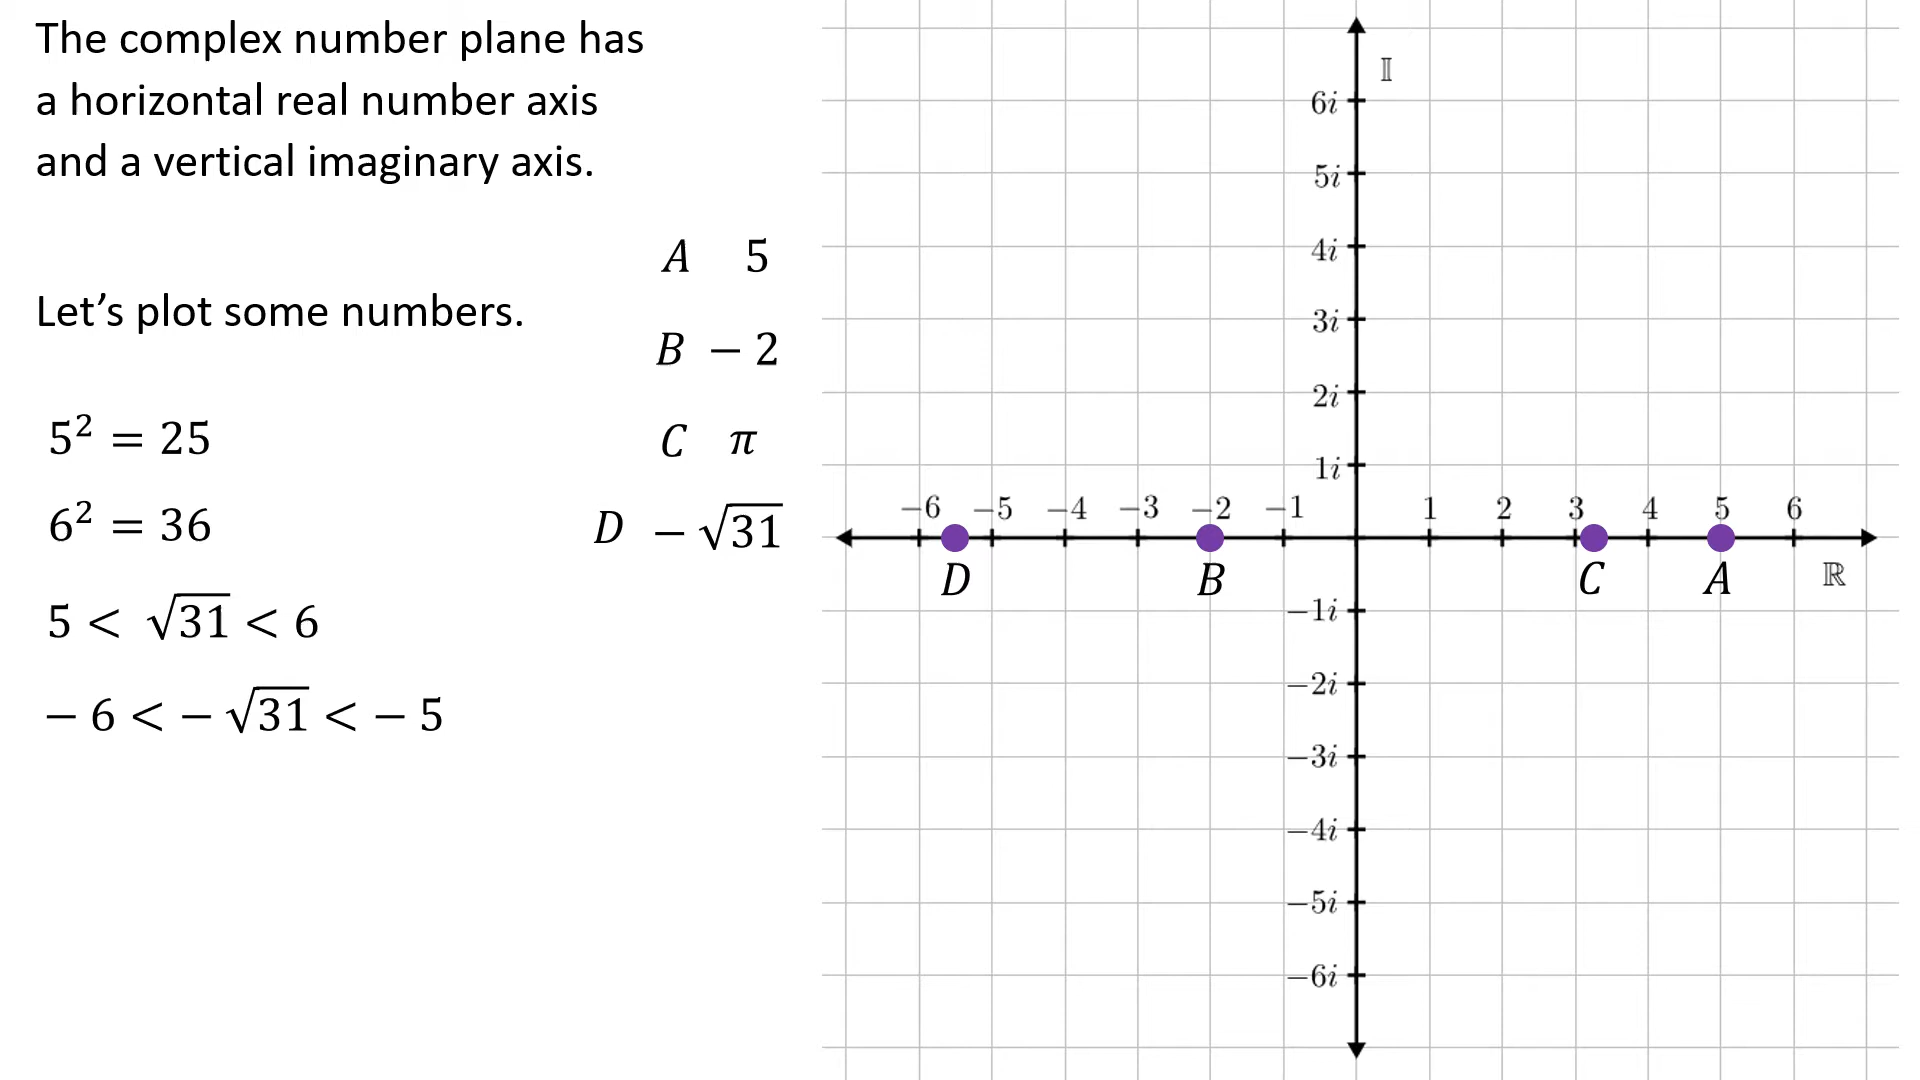 The complex number plane has
a horizontal real number axis
and a vertical imaginary axis.
A 5
Let’s plot some numbers.
B − 2
5² = 25
C π
6² = 36
D − √31
5 < √31 < 6
− 6 < − √31 < − 5
𝕀
6i
5i
4i
3i
2i
1i
−6 −5 −4 −3 −2 −1 1 2 3 4 5 6
D B C A ℝ
−1i
−2i
−3i
−4i
−5i
−6i